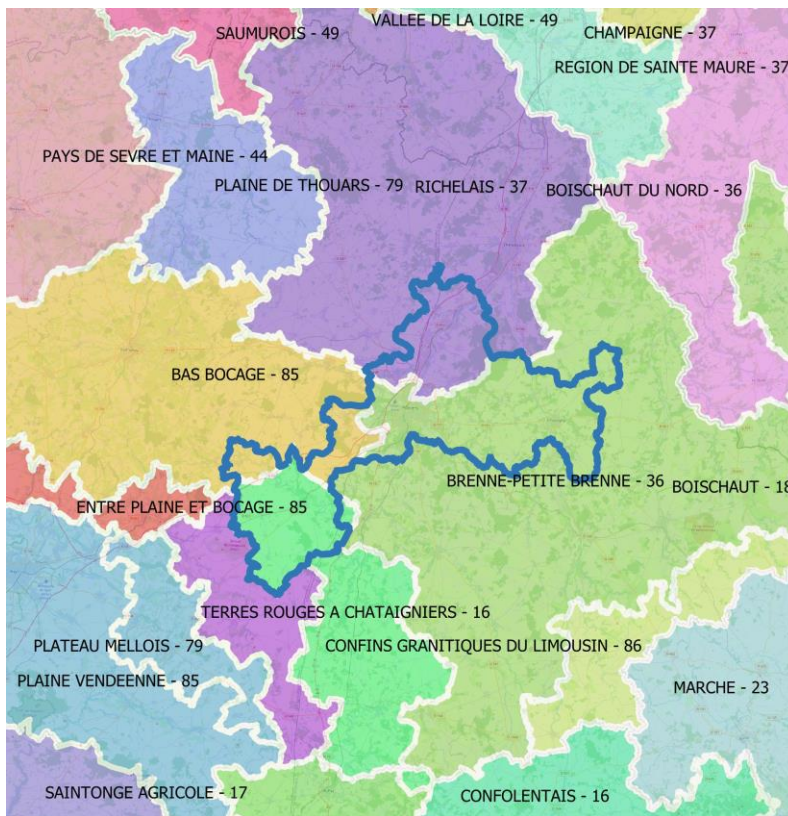 VALLEE DE LA LOIRE - 49
SAUMUROIS - 49
CHAMPAIGNE - 37
REGION DE SAINTE MAURE - 37
PAYS DE SEVRE ET MAINE - 44
PLAINE DE THOUARS - 79
RICHELAIS - 37
BOISCHAUT DU NORD - 36
BAS BOCAGE - 85
BRENNE-PETITE BRENNE - 36
BOISCHAUT - 18
ENTRE PLAINE ET BOCAGE - 85
TERRES ROUGES A CHATAIGNIERS - 16
PLATEAU MELLOIS - 79
CONFINS GRANITIQUES DU LIMOUSIN - 86
PLAINE VENDEENNE - 85
MARCHE - 23
SAINTONGE AGRICOLE - 17
CONFOLENTAIS - 16